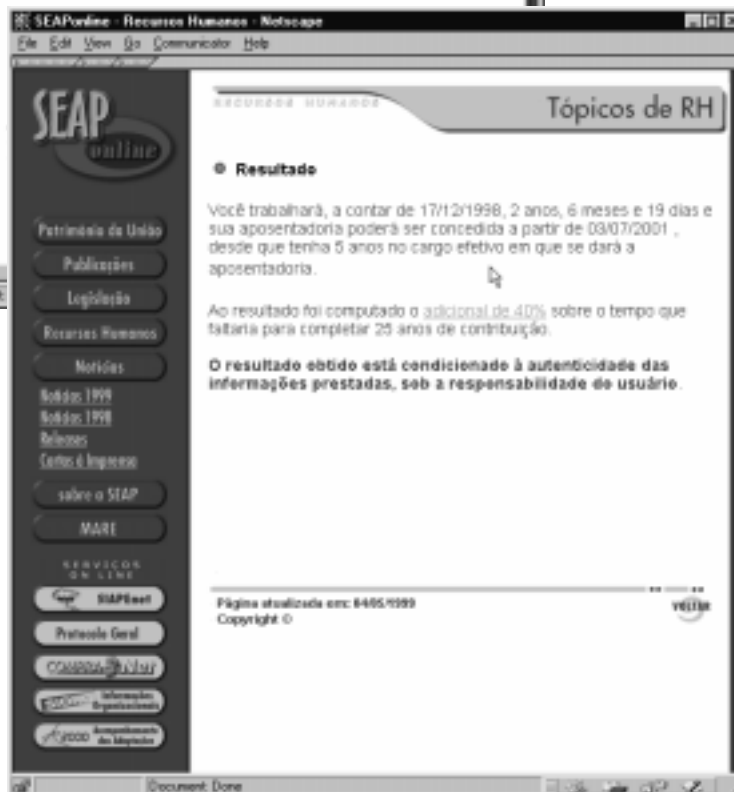 SEAPonline - Recursos Humanos - Netscape
File Edit View Go Communicator Help
SEAP
online
RECURSOS HUMANOS
Tópicos de RH
Resultado
Você trabalhará, a contar de 17/12/1998, 2 anos, 6 meses e 19 dias e
sua aposentadoria poderá ser concedida a partir de 03/07/2001 ,
desde que tenha 5 anos no cargo efetivo em que se dará a
aposentadoria.
Ao resultado foi computado o adicional de 40% sobre o tempo que
faltaria para completar 25 anos de contribuição.
O resultado obtido está condicionado à autenticidade das
informações prestadas, sob a responsabilidade do usuário.
Patrimônio da União
Publicações
Legislação
Recursos Humanos
Notícias
Notícias 1999
Notícias 1998
Releases
Cartas à Imprensa
sobre o SEAP
MARE
SERVIÇOS
ON LINE
SIAPEnet
Protocolo Geral
Informações
Organizacionais
Acompanhamento
das Adaptações
Página atualizada em: 04/05/1999
Copyright ©
VOLTAR
Document: Done